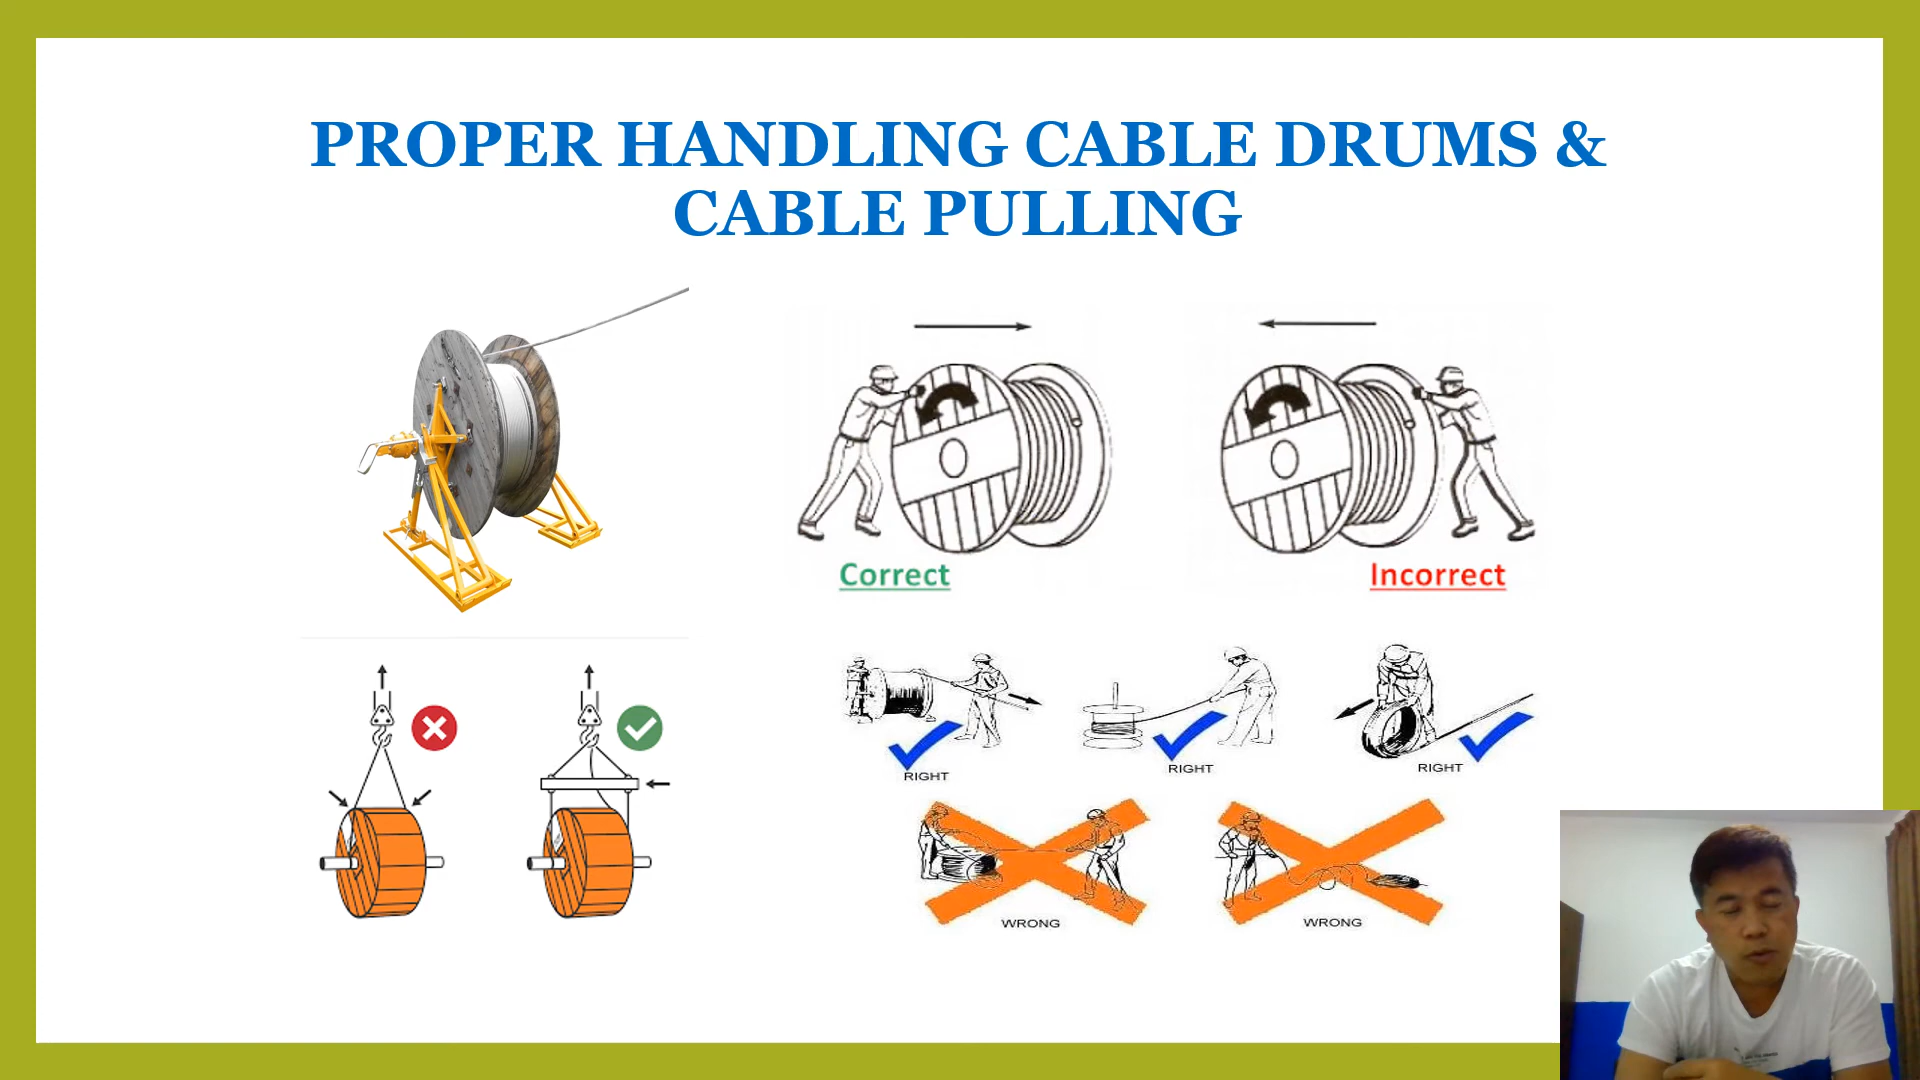 PROPER HANDLING CABLE DRUMS &
CABLE PULLING
Correct
Incorrect
RIGHT
RIGHT
RIGHT
WRONG
WRONG